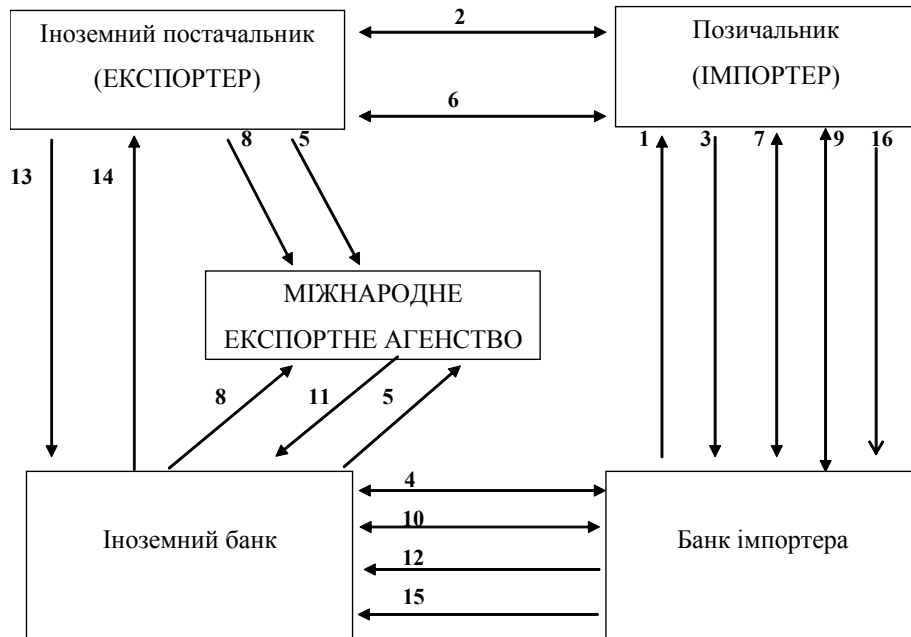 Іноземний постачальник
(ЕКСПОРТЕР)
2
Позичальник
(ІМПОРТЕР)
6
8
5
1
3
7
9
16
13
14
МІЖНАРОДНЕ
ЕКСПОРТНЕ АГЕНСТВО
8
11
5
Іноземний банк
4
10
12
15
Банк імпортера